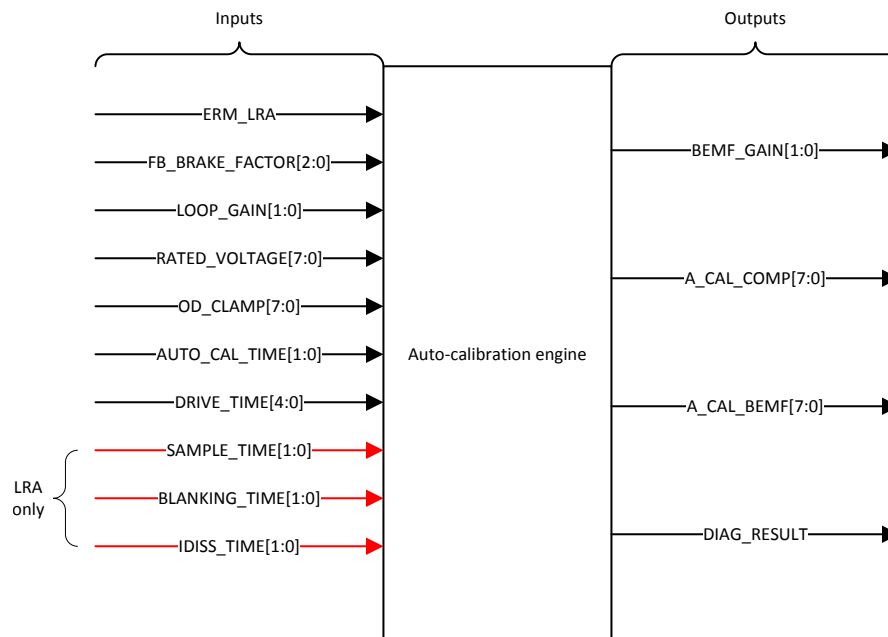 Inputs
Outputs
ERM_LRA
FB_BRAKE_FACTOR[2:0]
LOOP_GAIN[1:0]
RATED_VOLTAGE[7:0]
OD_CLAMP[7:0]
AUTO_CAL_TIME[1:0]
DRIVE_TIME[4:0]
SAMPLE_TIME[1:0]
BLANKING_TIME[1:0]
IDISS_TIME[1:0]
LRA
only
Auto-calibration engine
BEMF_GAIN[1:0]
A_CAL_COMP[7:0]
A_CAL_BEMF[7:0]
DIAG_RESULT